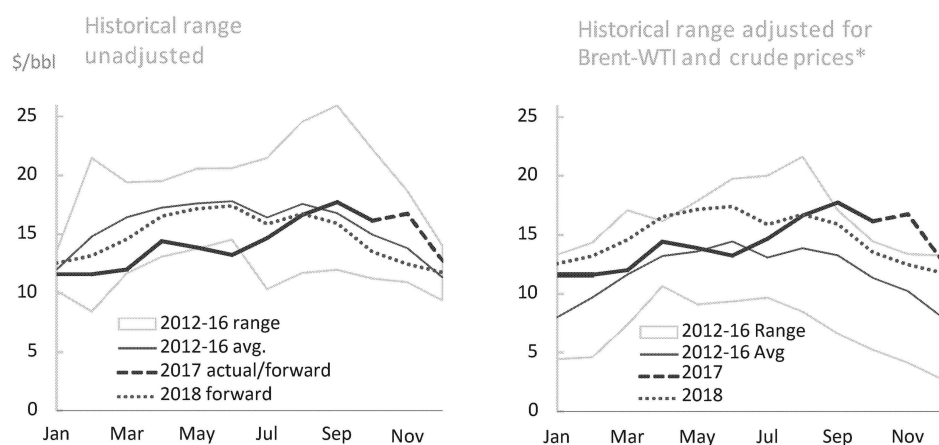 Historical range
unadjusted
$/bbl
25
20
15
10
5
0
2012-16 range
2012-16 avg.
2017 actual/forward
2018 forward
Jan Mar May Jul Sep Nov
Historical range adjusted for
Brent-WTI and crude prices*
25
20
15
10
5
0
2012-16 Range
2012-16 Avg
2017
2018
Jan Mar May Jul Sep Nov